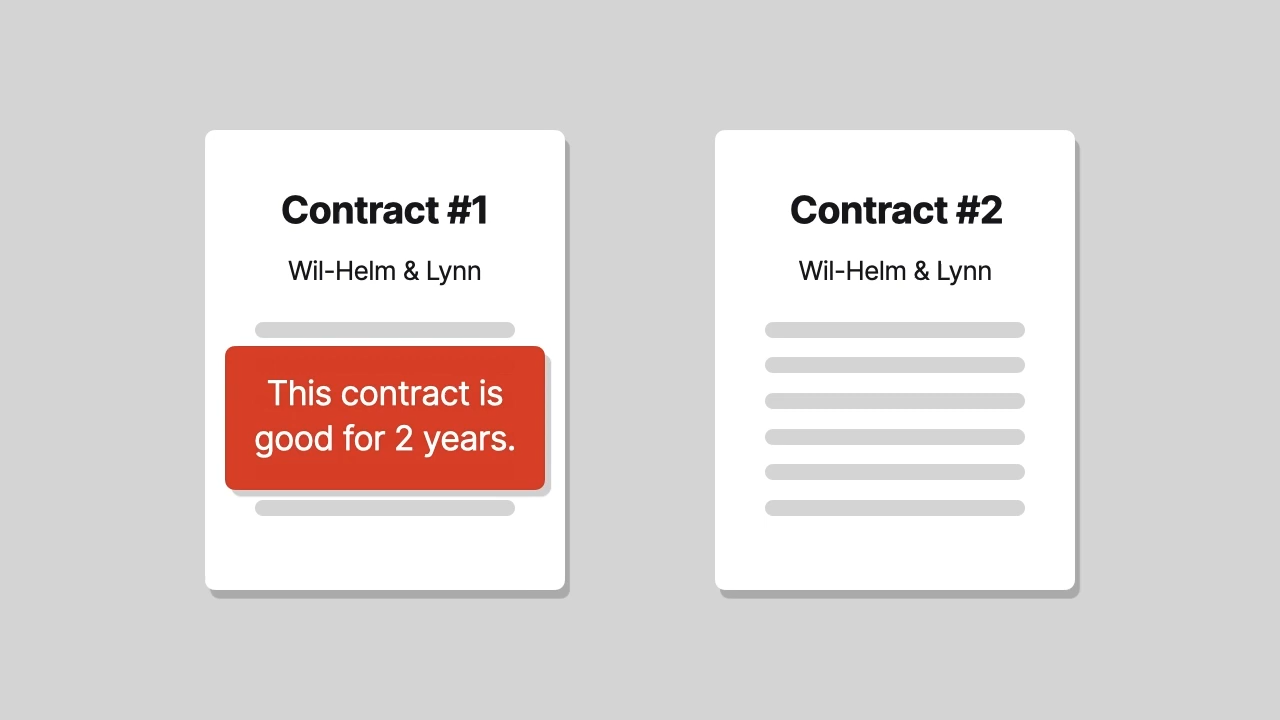 Contract #1
Wil-Helm & Lynn
This contract is
good for 2 years.
Contract #2
Wil-Helm & Lynn